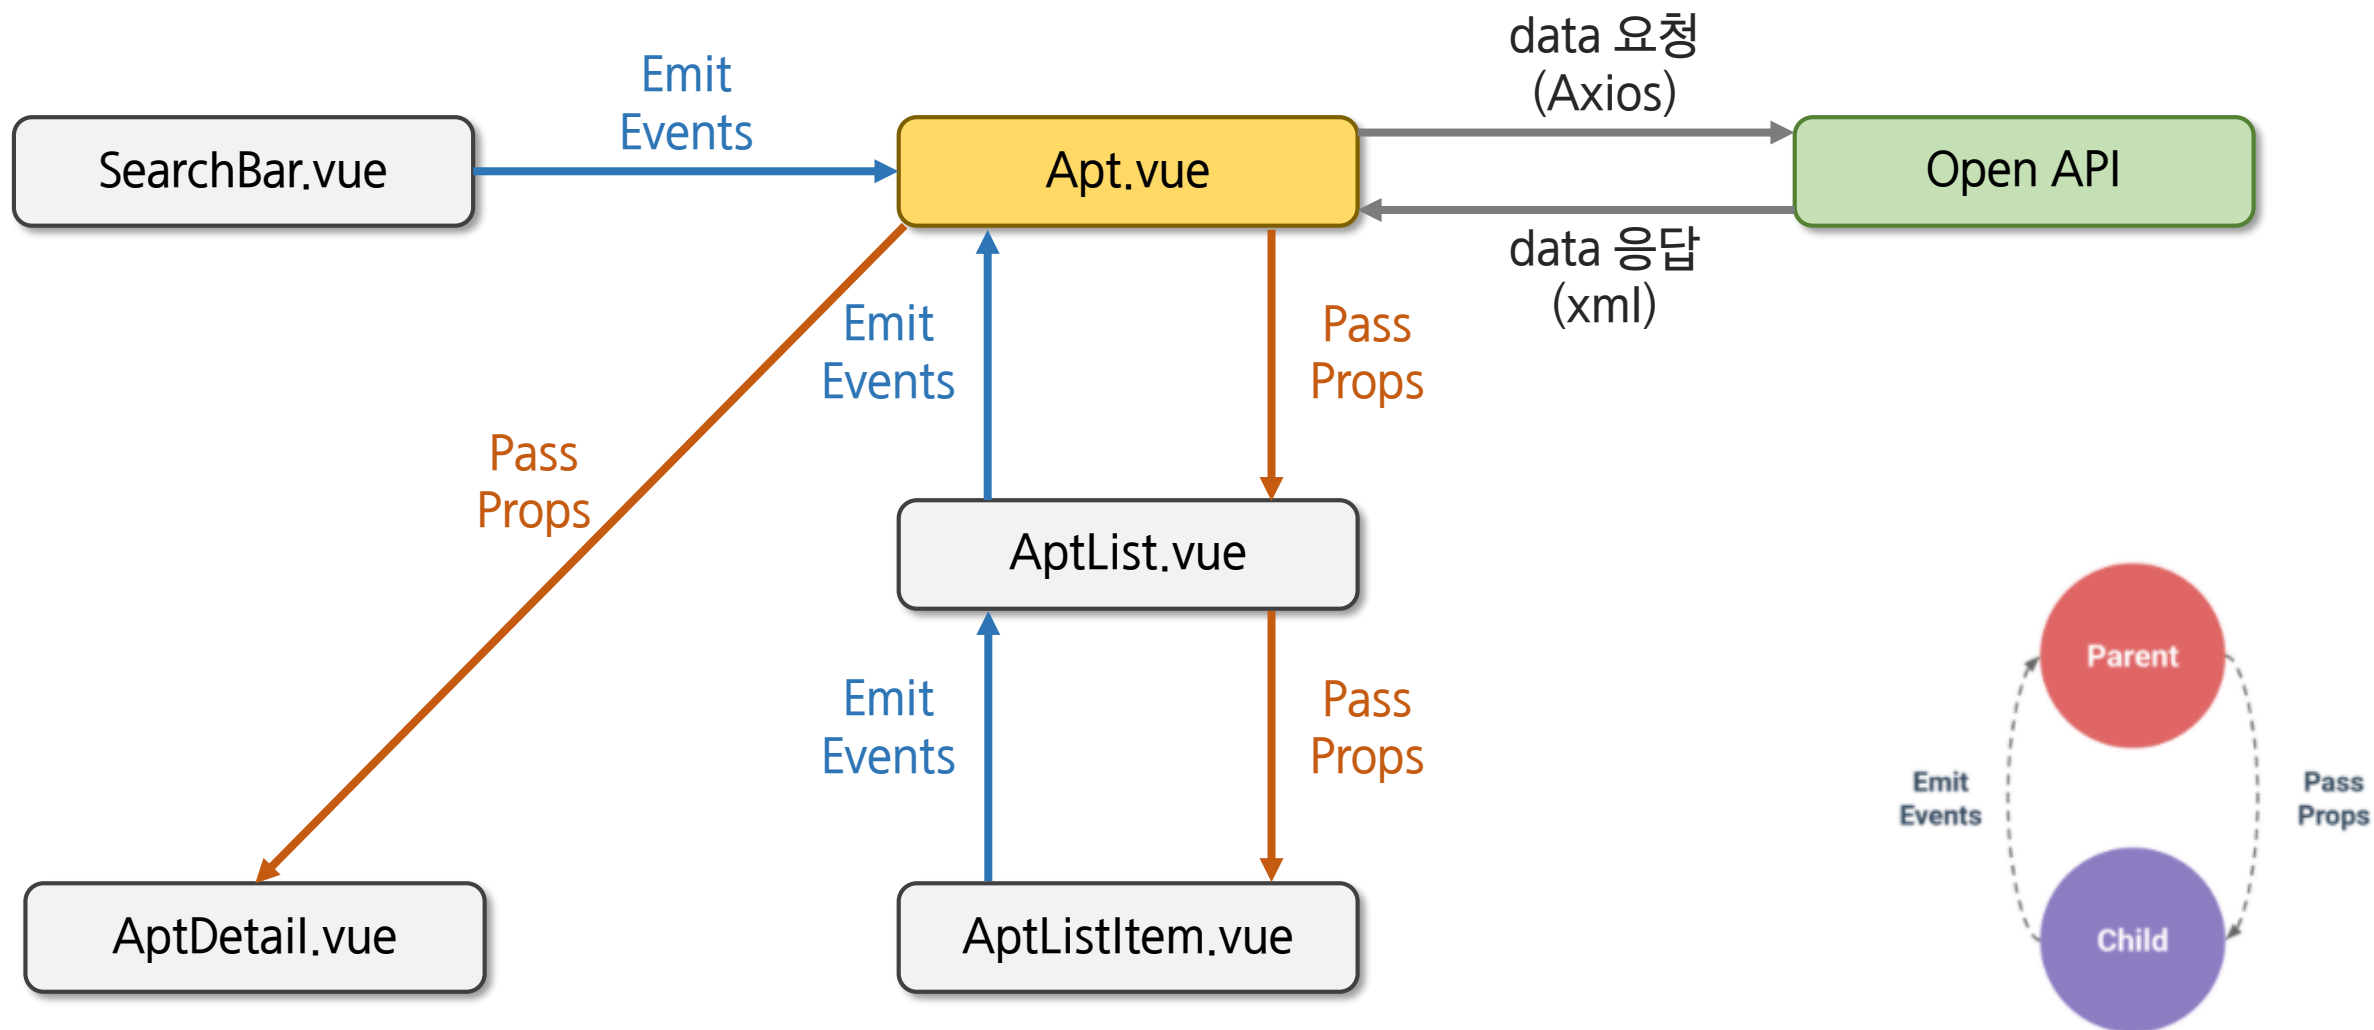 data 요청
(Axios)
Emit
Events
SearchBar.vue
Apt.vue
Open API
data 응답
(xml)
Emit
Events
Pass
Props
Pass
Props
AptList.vue
Emit
Events
Pass
Props
Parent
Emit
Events
Pass
Props
AptDetail.vue
AptListItem.vue
Child